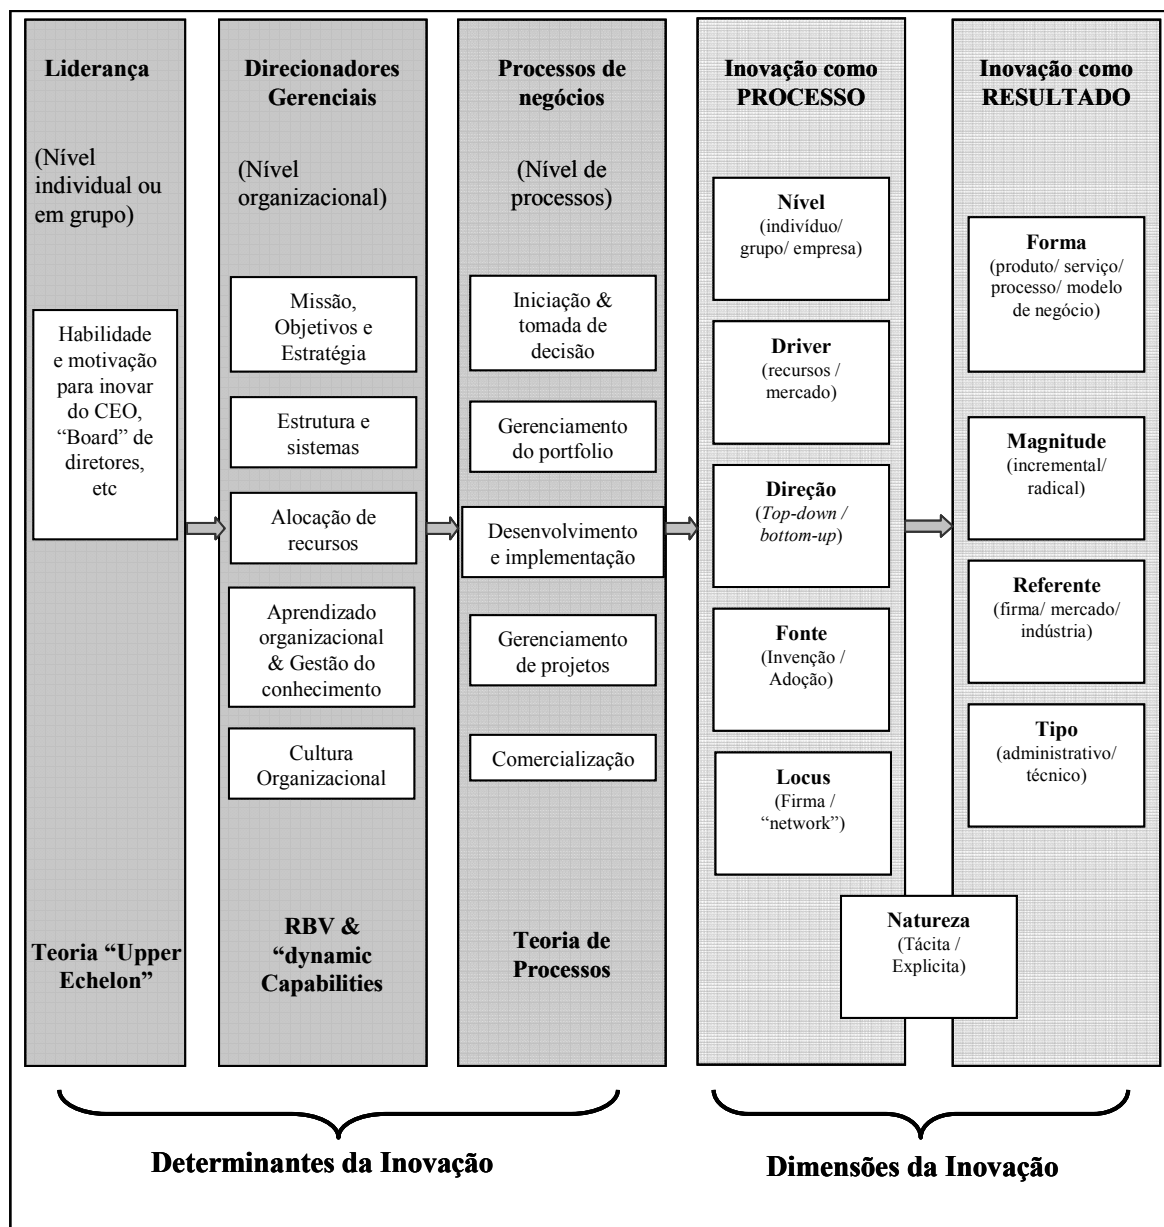 Liderança
(Nível
individual ou
em grupo)
Habilidade
e motivação
para inovar
do CEO,
“Board” de
diretores,
etc
Teoria “Upper
Echelon”
Direcionadores
Gerenciais
(Nível
organizacional)
Missão,
Objetivos e
Estratégia
Estrutura e
sistemas
Alocação de
recursos
Aprendizado
organizacional
& Gestão do
conhecimento
Cultura
Organizacional
RBV &
“dynamic
Capabilities
Processos de
negócios
(Nível de
processos)
Iniciação &
tomada de
decisão
Gerenciamento
do portfolio
Desenvolvimento
e implementação
Gerenciamento
de projetos
Comercialização
Teoria de
Processos
Inovação como
PROCESSO
Nível
(indivíduo/
grupo/ empresa)
Driver
(recursos /
mercado)
Direção
(Top-down /
bottom-up)
Fonte
(Invenção /
Adoção)
Locus
(Firma /
“network”)
Inovação como
RESULTADO
Forma
(produto/ serviço/
processo/ modelo
de negócio)
Magnitude
(incremental/
radical)
Referente
(firma/ mercado/
indústria)
Tipo
(administrativo/
técnico)
Natureza
(Tácita /
Explicita)
Determinantes da Inovação
Dimensões da Inovação